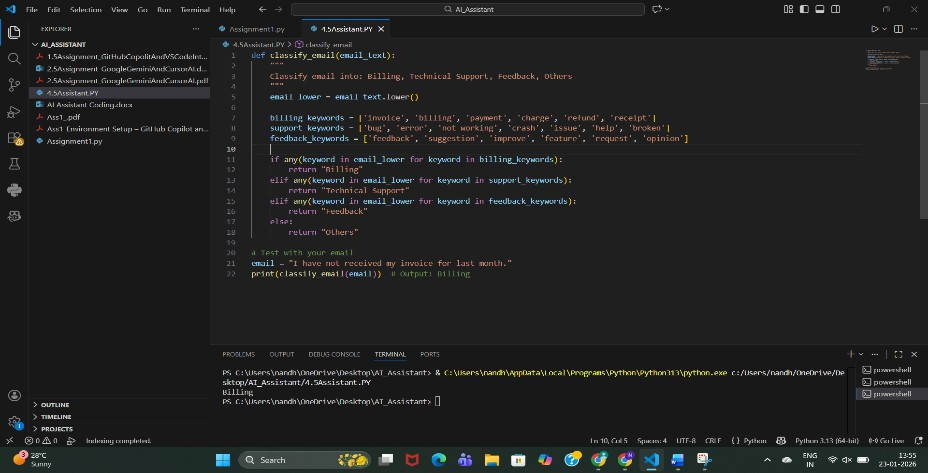 File Edit Selection View Go Run Terminal Help
AI_Assistant
EXPLORER
AI_ASSISTANT
1.5Assignment_GitHubCopolitAndVSCodeInt...
2.5Assignment_GoogleGeminiAndCursorAI.d...
2.5Assignment_GoogleGeminiAndCursorAI.pdf
4.5Assistant.PY
AI Assistant Coding.docx
Ass1_.pdf
Ass1 Environment Setup – GitHub Copilot an...
Assignment1.py
OUTLINE
TIMELINE
PROJECTS
Assignment1.py 4.5Assistant.PY
4.5Assistant.PY > classify_email
1 def classify_email(email_text):
2 """
3 Classify email into: Billing, Technical Support, Feedback, Others
4 """
5 email_lower = email_text.lower()
6
7 billing_keywords = ['invoice', 'billing', 'payment', 'charge', 'refund', 'receipt']
8 support_keywords = ['bug', 'error', 'not working', 'crash', 'issue', 'help', 'broken']
9 feedback_keywords = ['feedback', 'suggestion', 'improve', 'feature', 'request', 'opinion']
10
11 if any(keyword in email_lower for keyword in billing_keywords):
12 return "Billing"
13 elif any(keyword in email_lower for keyword in support_keywords):
14 return "Technical Support"
15 elif any(keyword in email_lower for keyword in feedback_keywords):
16 return "Feedback"
17 else:
18 return "Others"
19
20 # Test with your email
21 email = "I have not received my invoice for last month."
22 print(classify_email(email)) # Output: Billing
PROBLEMS OUTPUT DEBUG CONSOLE TERMINAL PORTS
PS C:\Users\nandh\OneDrive\Desktop\AI_Assistant> & C:\Users\nandh\AppData\Local\Programs\Python\Python313\python.exe c:/Users/nandh/OneDrive/De
sktop/AI_Assistant/4.5Assistant.PY
Billing
PS C:\Users\nandh\OneDrive\Desktop\AI_Assistant>
powershell
powershell
powershell
0 0 Indexing completed.
Ln 10, Col 5 Spaces: 4 UTF-8 CRLF { } Python Python 3.13 (64-bit) Go Live
3
28°C
Sunny
Search
ENG
IN
13:55
23-01-2026